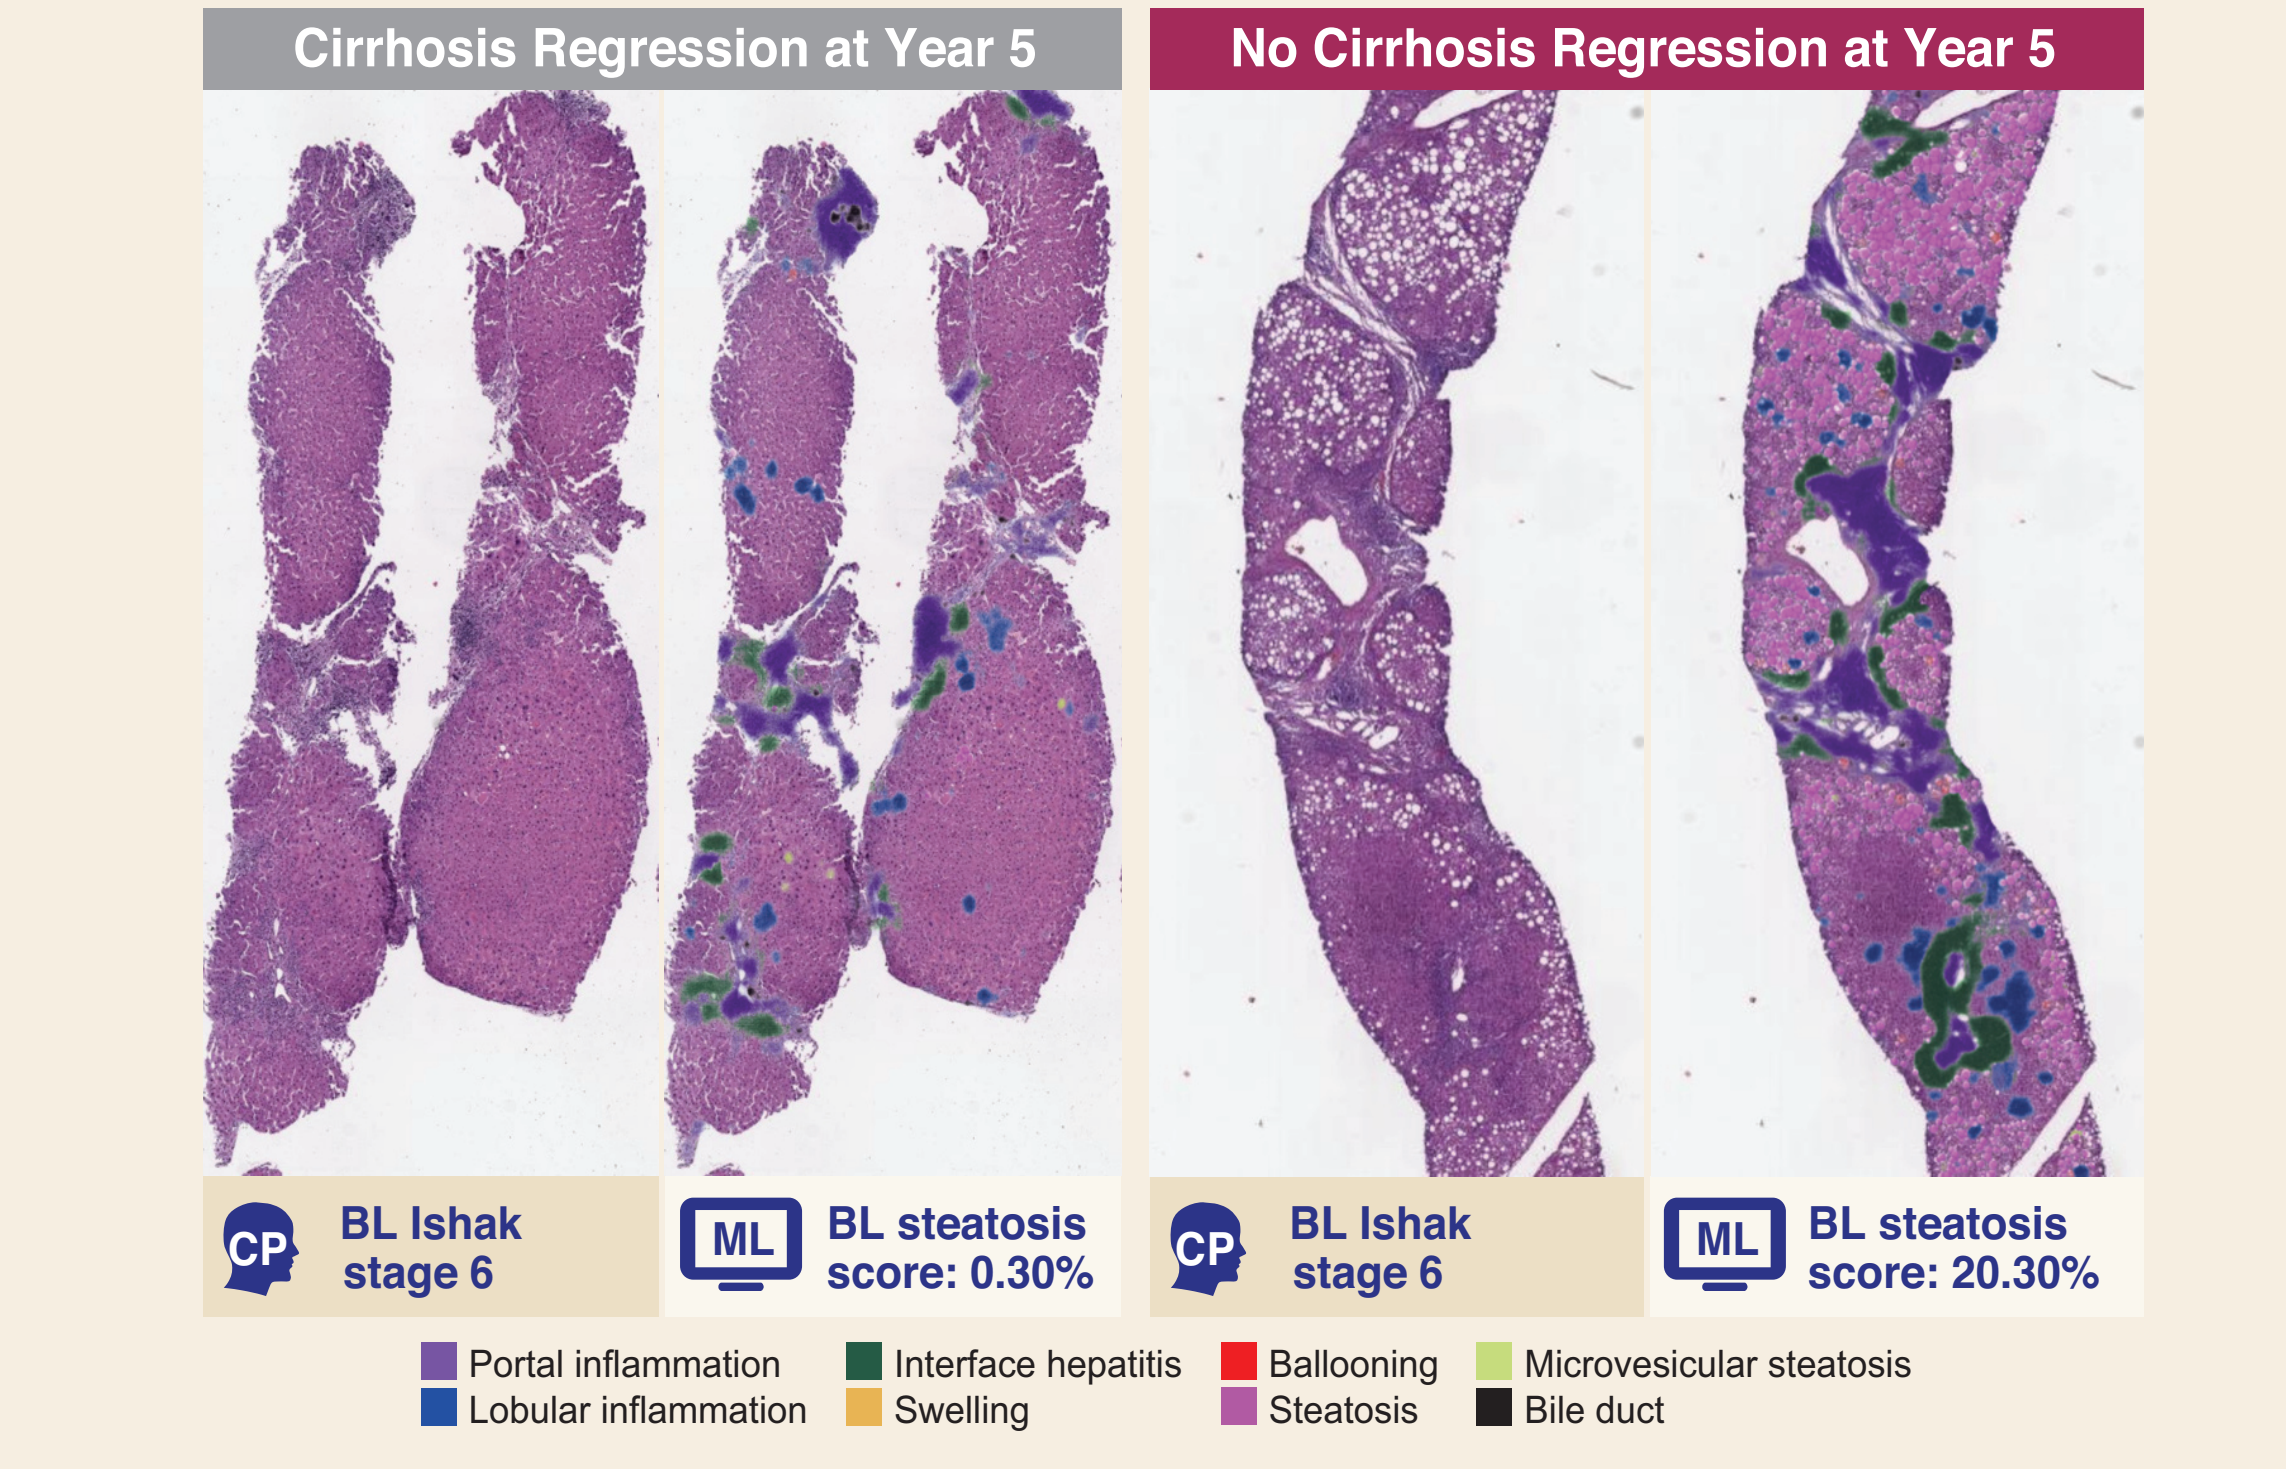 Cirrhosis Regression at Year 5
No Cirrhosis Regression at Year 5
CP
BL Ishak
stage 6
ML
BL steatosis
score: 0.30%
CP
BL Ishak
stage 6
ML
BL steatosis
score: 20.30%
Portal inflammation
Interface hepatitis
Ballooning
Microvesicular steatosis
Lobular inflammation
Swelling
Steatosis
Bile duct